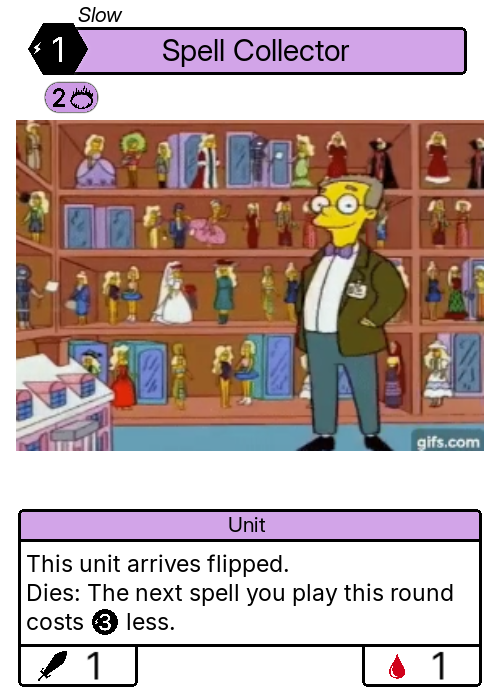 Slow
1
Spell Collector
2
gifs.com
Unit
This unit arrives flipped.
Dies: The next spell you play this round
costs 3 less.
1
1